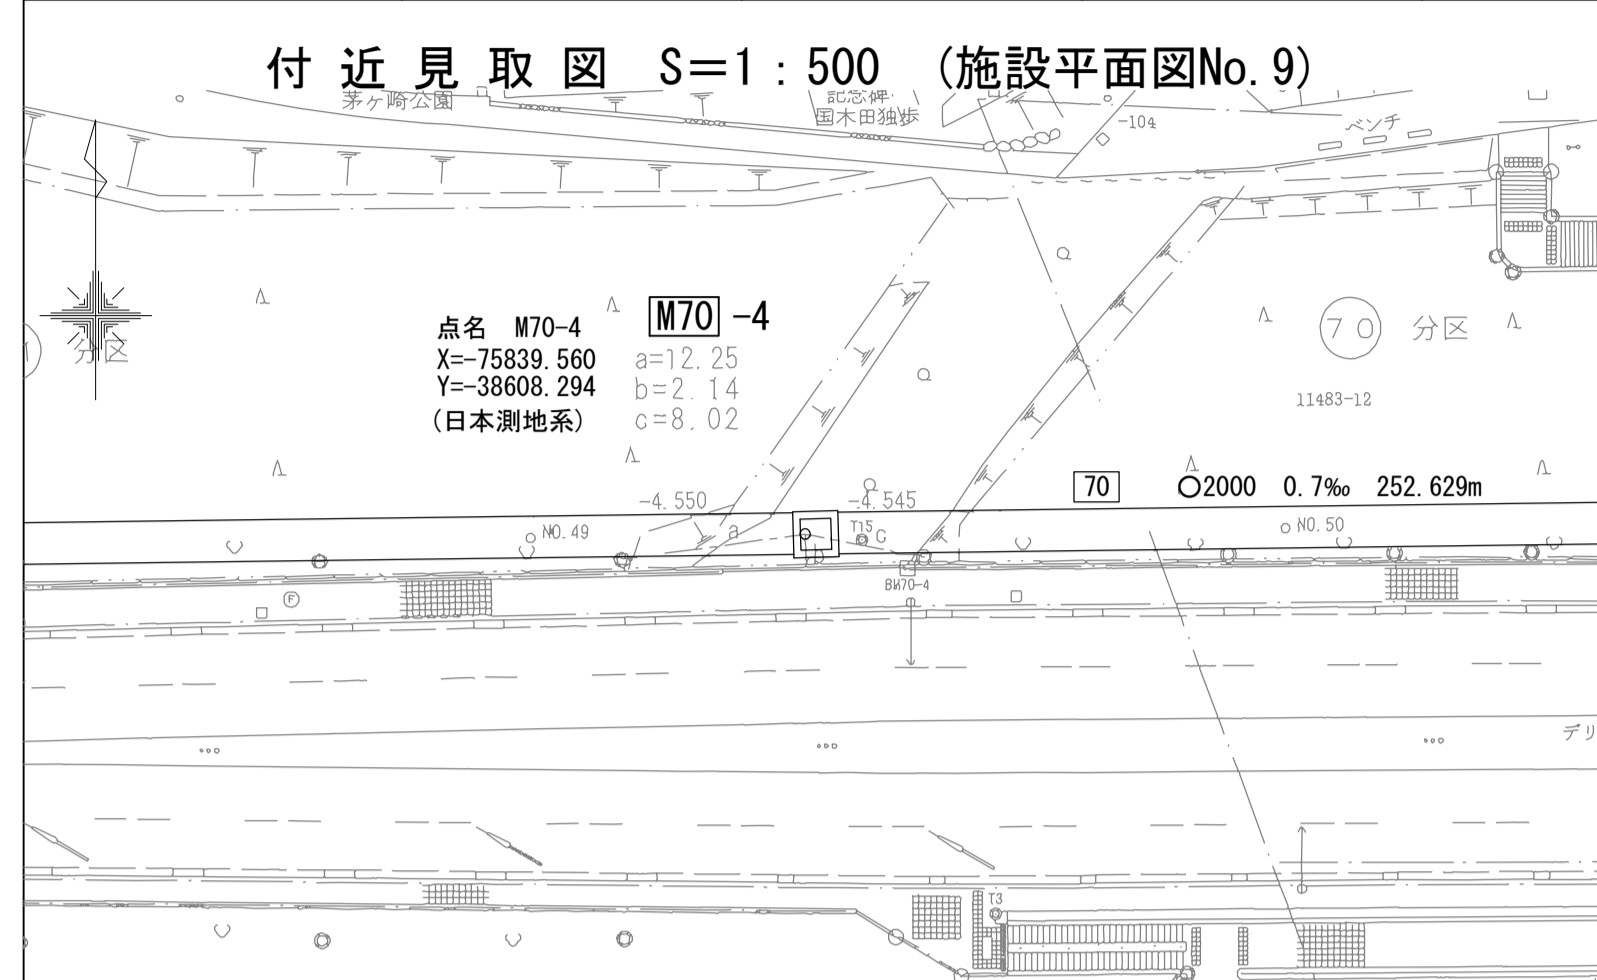 付近見取図 S=1:500 (施設平面図No.9)
茅ヶ崎公園
記念碑
国木田独歩
-104
ベンチ
点名 M70-4
X=-75839.560
Y=-38608.294
(日本測地系)
M70 -4
a=12.25
b=2.14
c=8.02
分区
70 分区
11483-12
70 ○2000 0.7‰ 252.629m
-4.550
-4.545
NO.49
a
T15
C
NO.50
BM70-4
F
デリ
T3